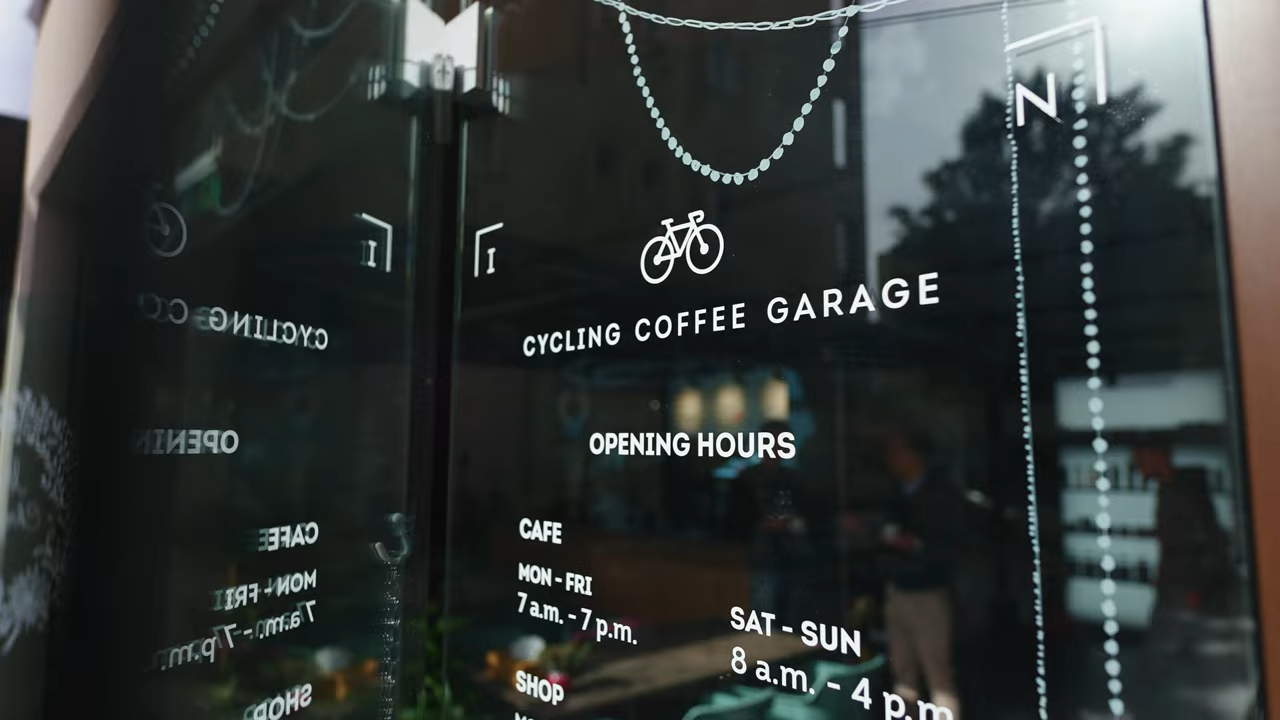 I
N
CYCLING COFFEE GARAGE
OPENING HOURS
CAFE
MON - FRI
7 a.m. - 7 p.m.
SAT - SUN
8 a.m. - 4 p.m.
SHOP